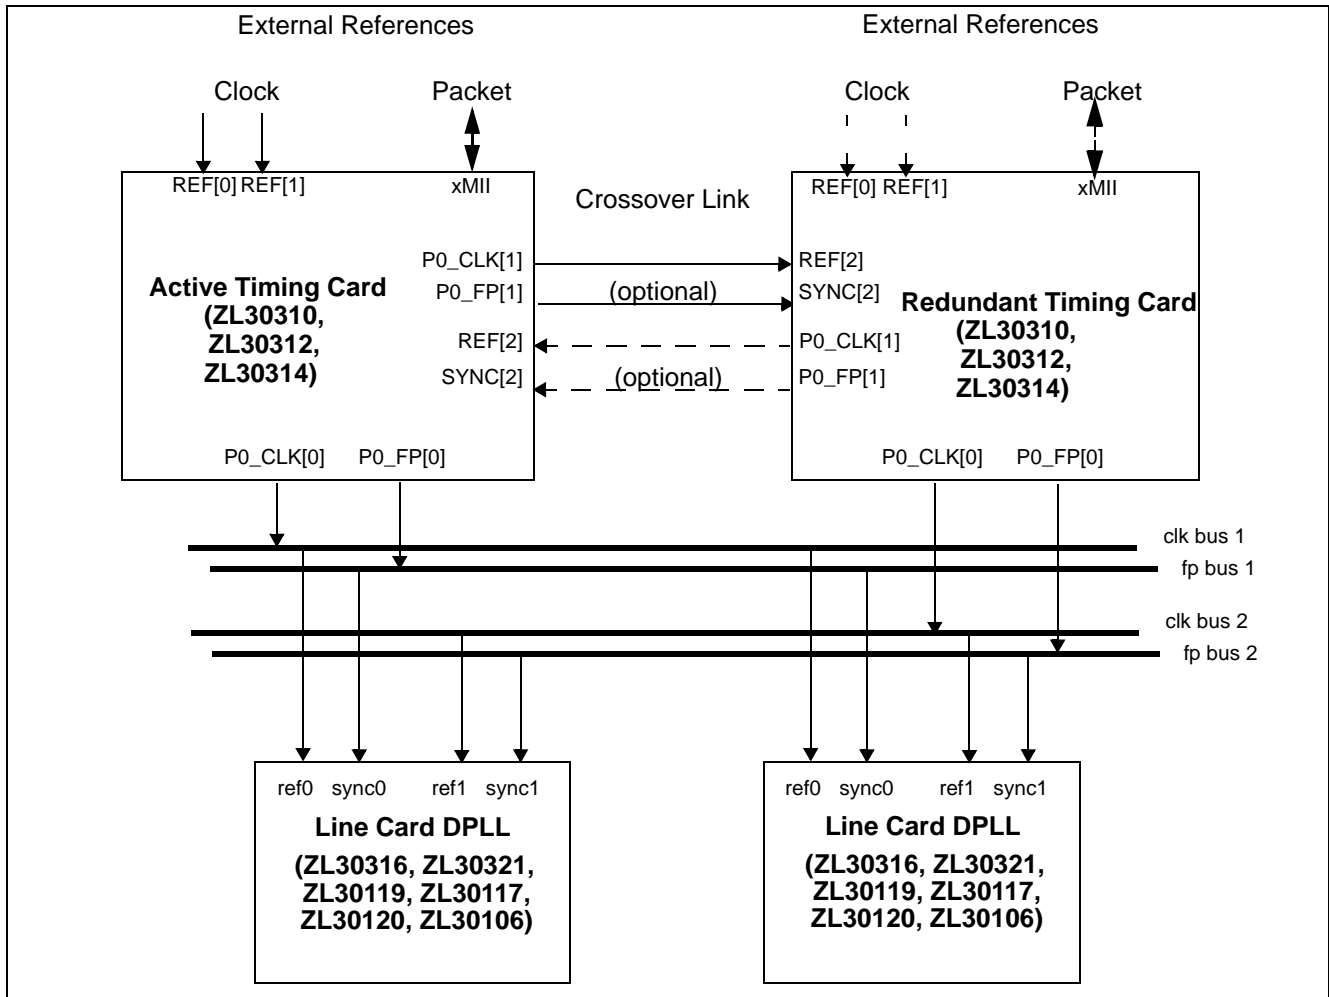 External References
External References
Clock
Packet
Clock
Packet
REF[0] REF[1]
xMII
REF[0] REF[1]
xMII
Crossover Link
P0_CLK[1]
REF[2]
P0_FP[1]
(optional)
SYNC[2]
Active Timing Card
(ZL30310,
ZL30312,
ZL30314)
Redundant Timing Card
(ZL30310,
ZL30312,
ZL30314)
REF[2]
P0_CLK[1]
SYNC[2]
(optional)
P0_FP[1]
P0_CLK[0]
P0_FP[0]
P0_CLK[0]
P0_FP[0]
clk bus 1
fp bus 1
clk bus 2
fp bus 2
ref0 sync0 ref1 sync1
Line Card DPLL
(ZL30316, ZL30321,
ZL30119, ZL30117,
ZL30120, ZL30106)
ref0 sync0 ref1 sync1
Line Card DPLL
(ZL30316, ZL30321,
ZL30119, ZL30117,
ZL30120, ZL30106)